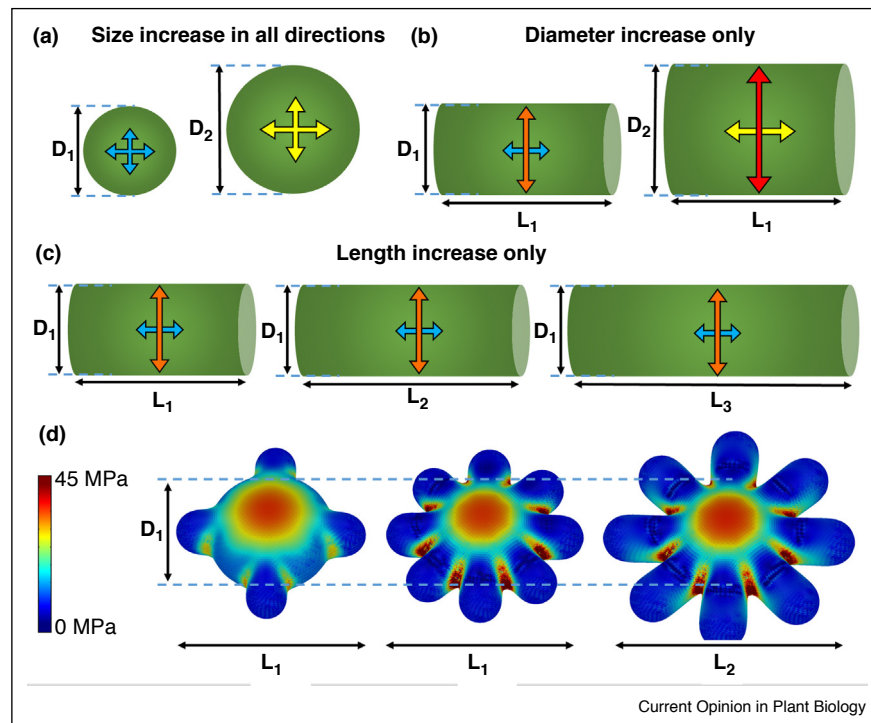 (a) Size increase in all directions
D1
D2
(b) Diameter increase only
D1
L1
D2
L1
(c) Length increase only
D1
L1
D1
L2
D1
L3
(d)
45 MPa
0 MPa
D1
L1
L1
L2
Current Opinion in Plant Biology